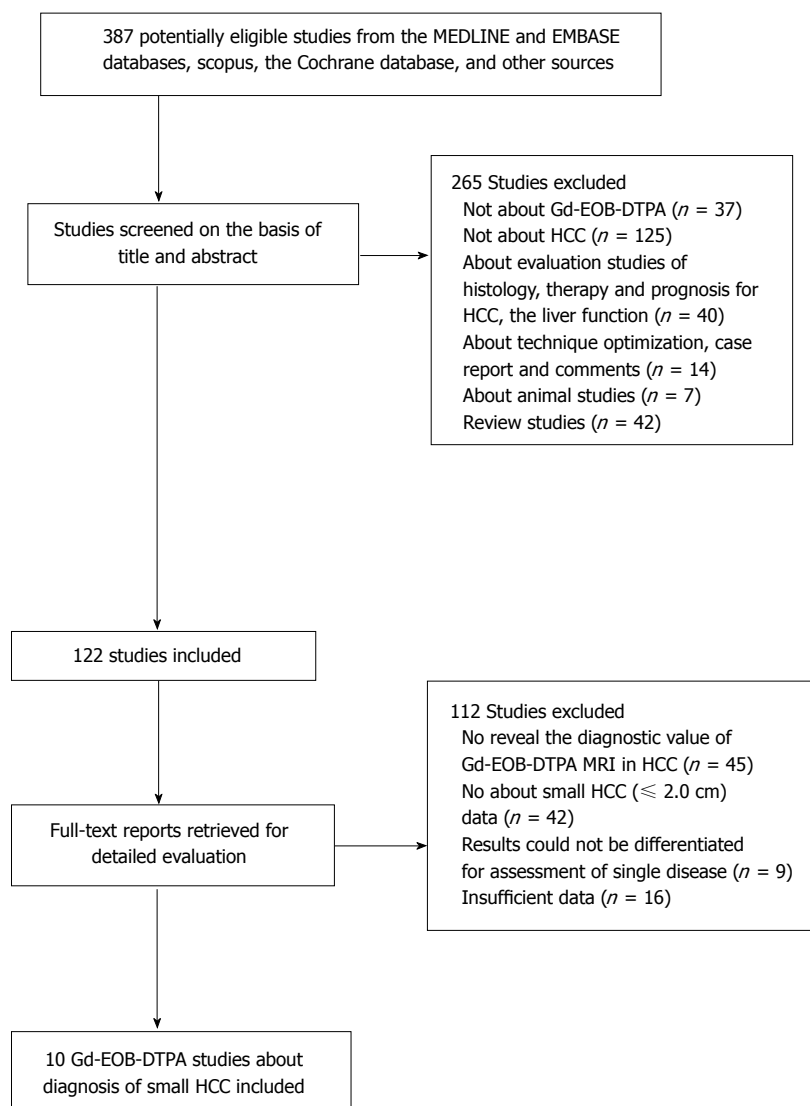 387 potentially eligible studies from the MEDLINE and EMBASE
databases, scopus, the Cochrane database, and other sources
Studies screened on the basis of
title and abstract
265 Studies excluded
Not about Gd-EOB-DTPA (n = 37)
Not about HCC (n = 125)
About evaluation studies of
histology, therapy and prognosis for
HCC, the liver function (n = 40)
About technique optimization, case
report and comments (n = 14)
About animal studies (n = 7)
Review studies (n = 42)
122 studies included
112 Studies excluded
No reveal the diagnostic value of
Gd-EOB-DTPA MRI in HCC (n = 45)
No about small HCC (≤ 2.0 cm)
data (n = 42)
Results could not be differentiated
for assessment of single disease (n = 9)
Insufficient data (n = 16)
Full-text reports retrieved for
detailed evaluation
10 Gd-EOB-DTPA studies about
diagnosis of small HCC included